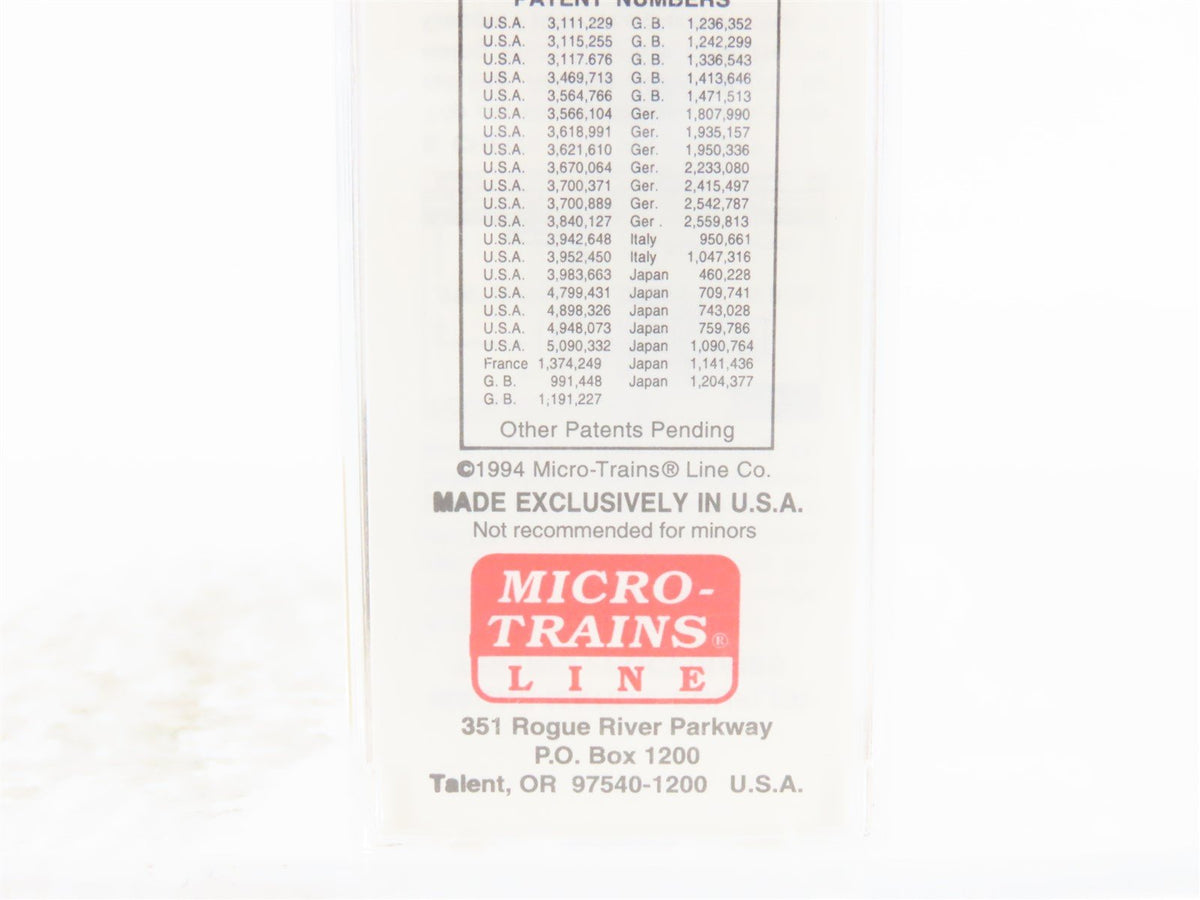 PATENT NUMBERS
U.S.A. 3,111,229 G. B. 1,236,352
U.S.A. 3,115,255 G. B. 1,242,299
U.S.A. 3,117.676 G. B. 1,336,543
U.S.A. 3,469,713 G. B. 1,413,646
U.S.A. 3,564,766 G. B. 1,471,513
U.S.A. 3,566,104 Ger. 1,807,990
U.S.A. 3,618,991 Ger. 1,935,157
U.S.A. 3,621,610 Ger. 1,950,336
U.S.A. 3,670,064 Ger. 2,233,080
U.S.A. 3,700,371 Ger. 2,415,497
U.S.A. 3,700,889 Ger. 2,542,787
U.S.A. 3,840,127 Ger . 2,559,813
U.S.A. 3,942,648 Italy 950,661
U.S.A. 3,952,450 Italy 1,047,316
U.S.A. 3,983,663 Japan 460,228
U.S.A. 4,799,431 Japan 709,741
U.S.A. 4,898,326 Japan 743,028
U.S.A. 4,948,073 Japan 759,786
U.S.A. 5,090,332 Japan 1,090,764
France 1,374,249 Japan 1,141,436
G. B. 991,448 Japan 1,204,377
G. B. 1,191,227
Other Patents Pending
©1994 Micro-Trains® Line Co.
MADE EXCLUSIVELY IN U.S.A.
Not recommended for minors
MICRO-
TRAINS®
LINE
351 Rogue River Parkway
P.O. Box 1200
Talent, OR 97540-1200 U.S.A.